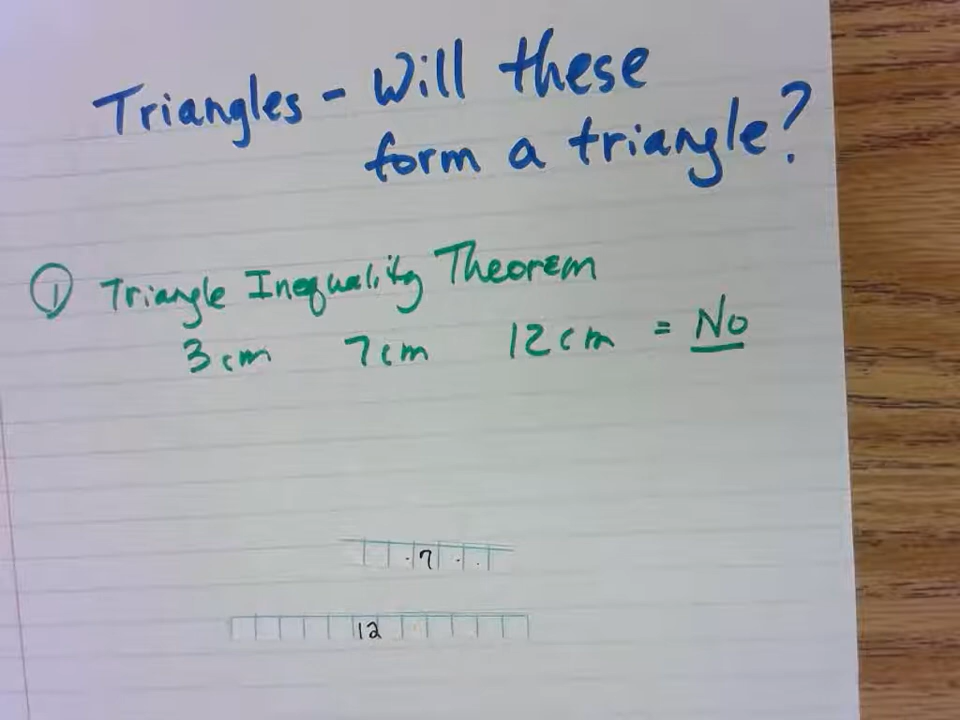 Triangles - Will these
form a triangle?
① Triangle Inequality Theorem
3cm 7cm 12cm = No
7
12